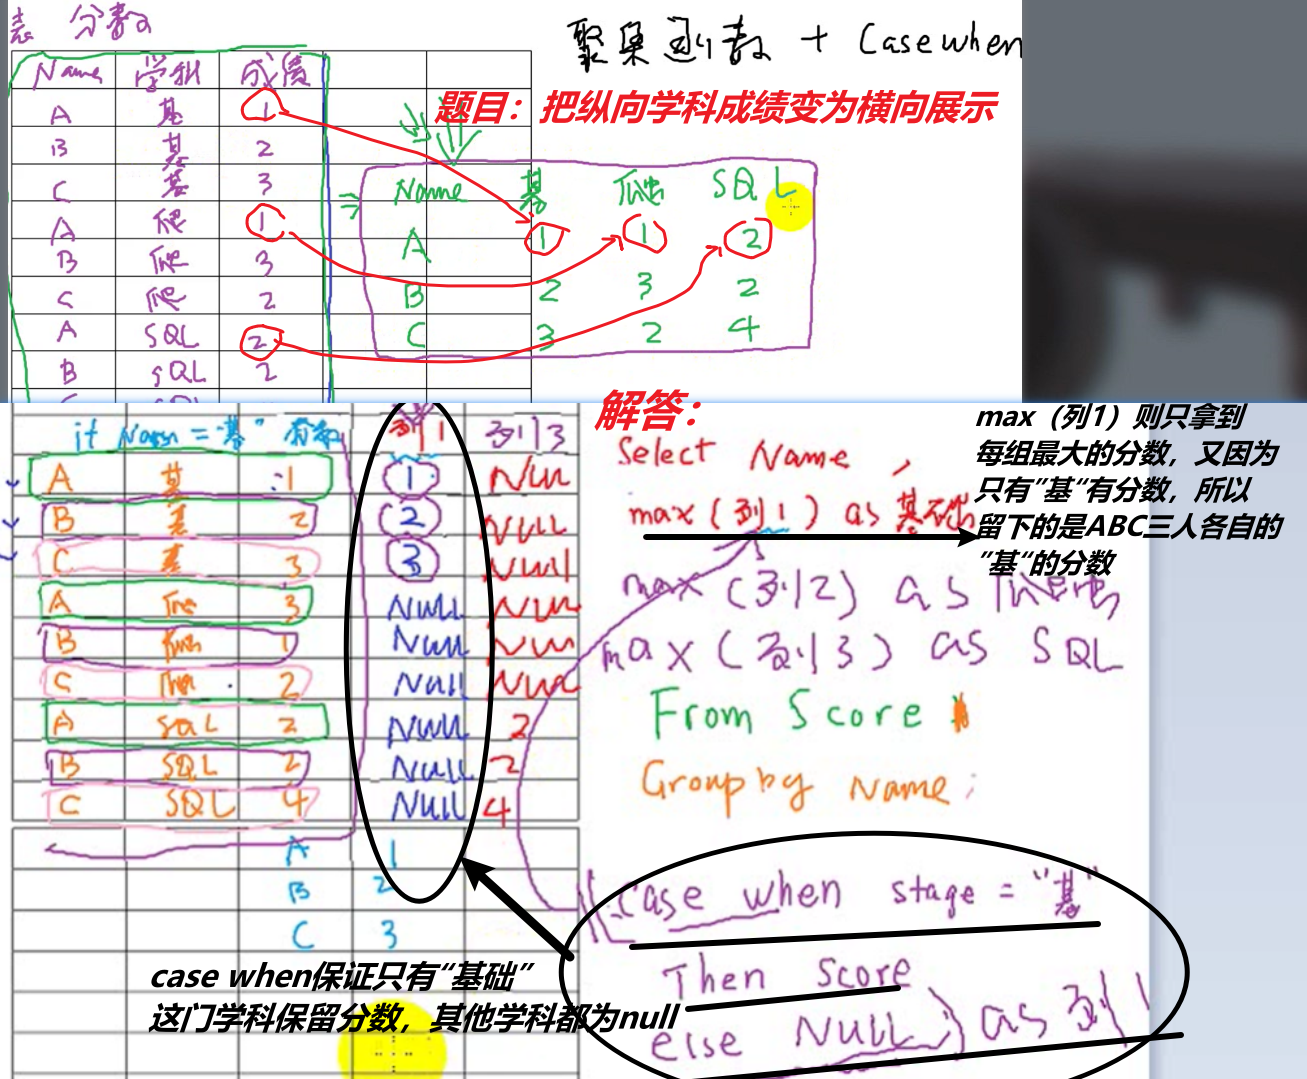 表 分数
聚集函数 + Case when
题目：把纵向学科成绩变为横向展示
Name 学科 成绩
A 基 1
B 基 2
C 基 3
A 爬 1
B 爬 3
C 爬 2
A SQL 2
B SQL 2
Name 基 爬虫 SQL
A 1 1 2
B 2 3 2
C 3 2 4
解答：
列1 列3
A 基 1 1 Null
B 基 2 2 NULL
C 基 3 3 NULL
A 3 NULL NULL
B 1 Null Null
C 2 Null Null
A SQL 2 NULL 2
B SQL 2 Null 2
C SQL 4 Null 4
A 1
B 2
C 3
case when保证只有“基础”
这门学科保留分数，其他学科都为null
Select Name ,
max (列1) as 基础
max (列2) as 爬虫
max (列3) as SQL
From Score
Group by Name ;
max（列1）则只拿到
每组最大的分数，又因为
只有”基“有分数，所以
留下的是ABC三人各自的
”基“的分数
(case when stage = "基"
Then Score
else NULL) as 列1